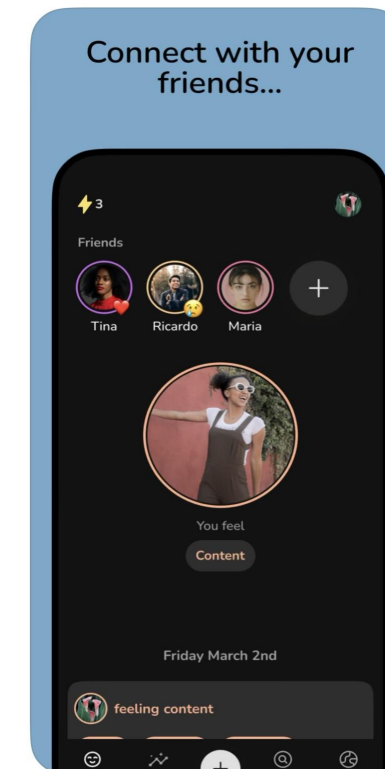 Connect with your
friends...
3
Friends
Tina Ricardo Maria
You feel
Content
Friday March 2nd
feeling content